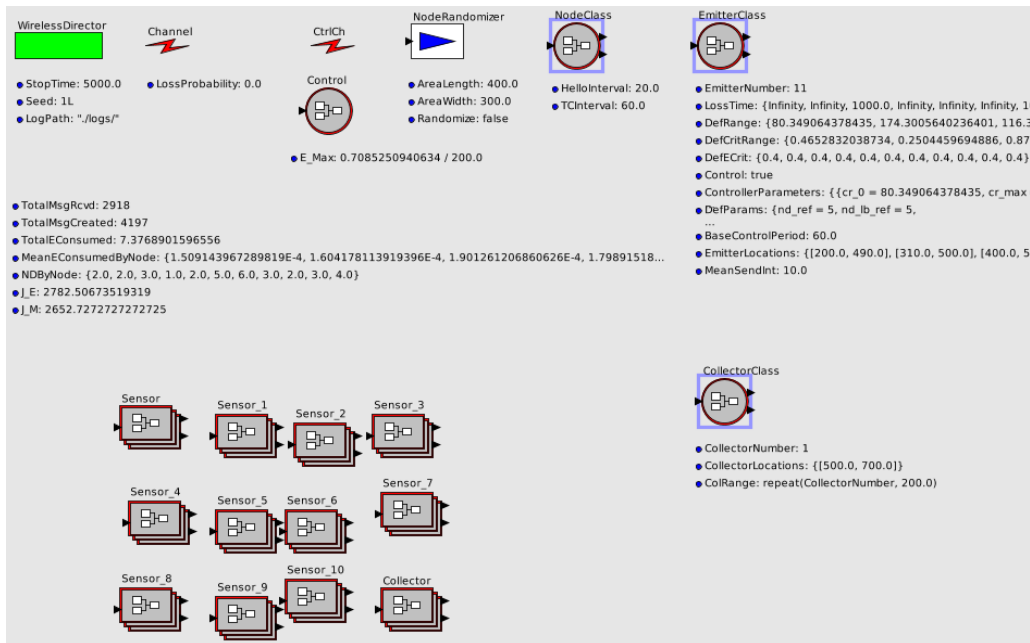 WirelessDirector
Channel
CtrlCh
NodeRandomizer
NodeClass
EmitterClass
StopTime: 5000.0
Seed: 1L
LogPath: "./logs/"
LossProbability: 0.0
Control
E_Max: 0.7085250940634 / 200.0
AreaLength: 400.0
AreaWidth: 300.0
Randomize: false
HelloInterval: 20.0
TCInterval: 60.0
EmitterNumber: 11
LossTime: {Infinity, Infinity, 1000.0, Infinity, Infinity, Infinity, 10
DefRange: {80.349064378435, 174.3005640236401, 116.3
DefCritRange: {0.4652832038734, 0.2504459694886, 0.87
DefECrit: {0.4, 0.4, 0.4, 0.4, 0.4, 0.4, 0.4, 0.4, 0.4, 0.4, 0.4}
Control: true
ControllerParameters: {{cr_0 = 80.349064378435, cr_max
DefParams: {nd_ref = 5, nd_lb_ref = 5,
...
BaseControlPeriod: 60.0
EmitterLocations: {[200.0, 490.0], [310.0, 500.0], [400.0, 5
MeanSendInt: 10.0
TotalMsgRcvd: 2918
TotalMsgCreated: 4197
TotalEConsumed: 7.3768901596556
MeanEConsumedByNode: {1.509143967289819E-4, 1.604178113919396E-4, 1.901261206860626E-4, 1.79891518...
NDByNode: {2.0, 2.0, 3.0, 1.0, 2.0, 5.0, 6.0, 3.0, 2.0, 3.0, 4.0}
J_E: 2782.50673519319
J_M: 2652.7272727272725
CollectorClass
CollectorNumber: 1
CollectorLocations: {[500.0, 700.0]}
ColRange: repeat(CollectorNumber, 200.0)
Sensor
Sensor_1
Sensor_2
Sensor_3
Sensor_4
Sensor_5
Sensor_6
Sensor_7
Sensor_8
Sensor_9
Sensor_10
Collector